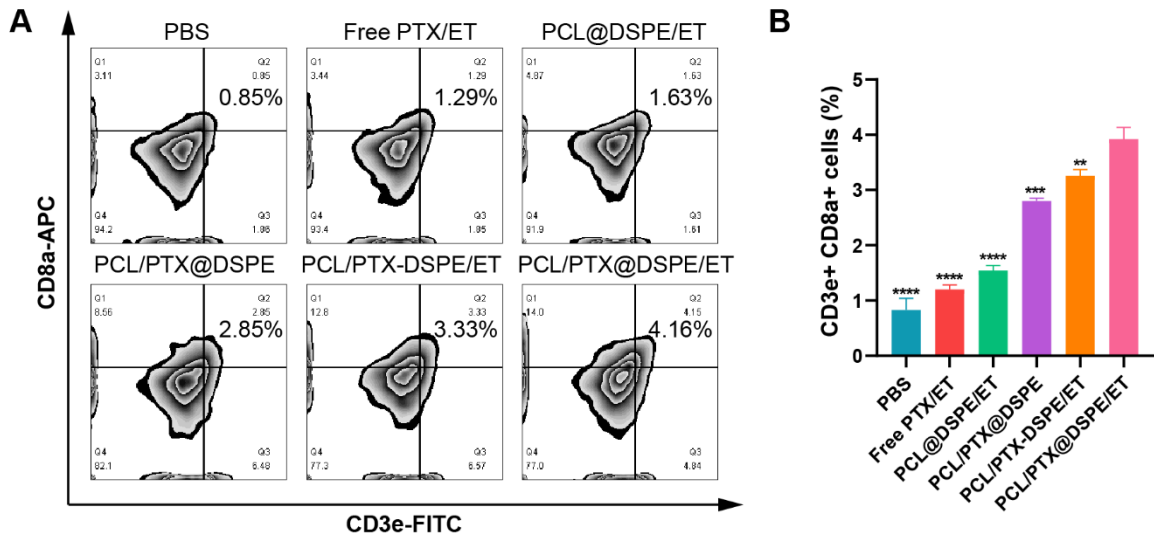 A
B
PBS
Free PTX/ET
PCL@DSPE/ET
Q1
3.11
Q2
0.85
0.85%
Q4
94.2
Q3
1.86
Q1
3.44
Q2
1.29
1.29%
Q4
93.4
Q3
1.85
Q1
4.87
Q2
1.63
1.63%
Q4
91.9
Q3
1.61
PCL/PTX@DSPE
PCL/PTX-DSPE/ET
PCL/PTX@DSPE/ET
Q1
8.56
Q2
2.85
2.85%
Q4
82.1
Q3
6.48
Q1
12.8
Q2
3.33
3.33%
Q4
77.3
Q3
6.57
Q1
14.0
Q2
4.15
4.16%
Q4
77.0
Q3
4.84
CD8a-APC
CD3e-FITC
CD3e+ CD8a+ cells (%)
5
4
3
2
1
0
****
****
****
***
**
PBS
Free PTX/ET
PCL@DSPE/ET
PCL/PTX@DSPE
PCL/PTX-DSPE/ET
PCL/PTX@DSPE/ET